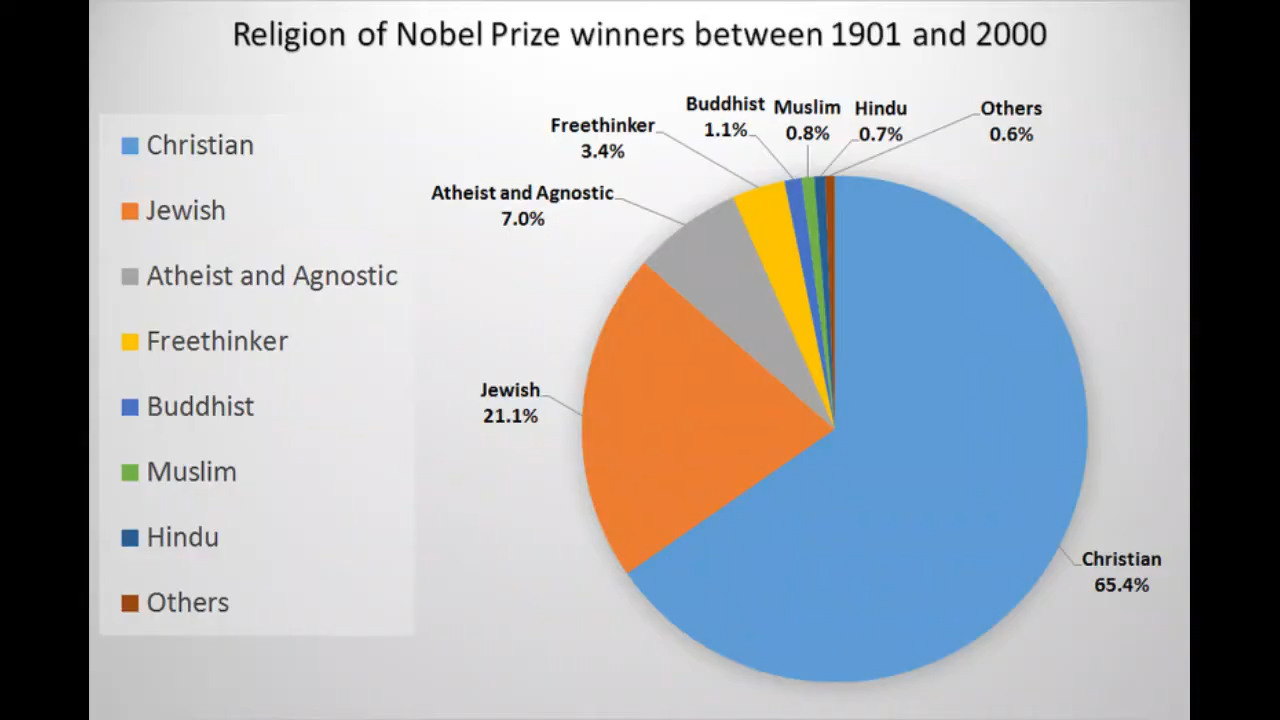 Religion of Nobel Prize winners between 1901 and 2000
Christian
Jewish
Atheist and Agnostic
Freethinker
Buddhist
Muslim
Hindu
Others
Buddhist
1.1%
Muslim
0.8%
Hindu
0.7%
Others
0.6%
Freethinker
3.4%
Atheist and Agnostic
7.0%
Jewish
21.1%
Christian
65.4%